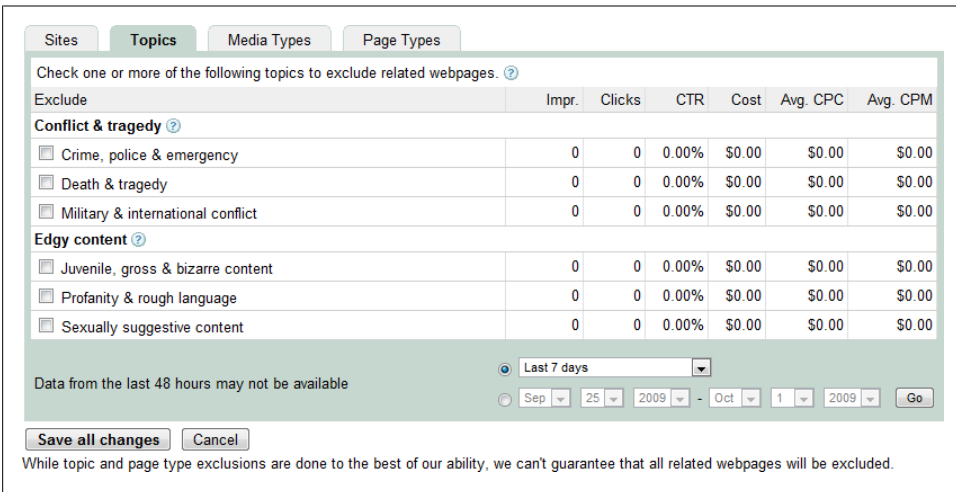 Sites Topics Media Types Page Types
Check one or more of the following topics to exclude related webpages. ?
Exclude Impr. Clicks CTR Cost Avg. CPC Avg. CPM
Conflict & tragedy ?
Crime, police & emergency 0 0 0.00% $0.00 $0.00 $0.00
Death & tragedy 0 0 0.00% $0.00 $0.00 $0.00
Military & international conflict 0 0 0.00% $0.00 $0.00 $0.00
Edgy content ?
Juvenile, gross & bizarre content 0 0 0.00% $0.00 $0.00 $0.00
Profanity & rough language 0 0 0.00% $0.00 $0.00 $0.00
Sexually suggestive content 0 0 0.00% $0.00 $0.00 $0.00
Last 7 days
Data from the last 48 hours may not be available
Sep 25 2009 - Oct 1 2009 Go
Save all changes Cancel
While topic and page type exclusions are done to the best of our ability, we can't guarantee that all related webpages will be excluded.